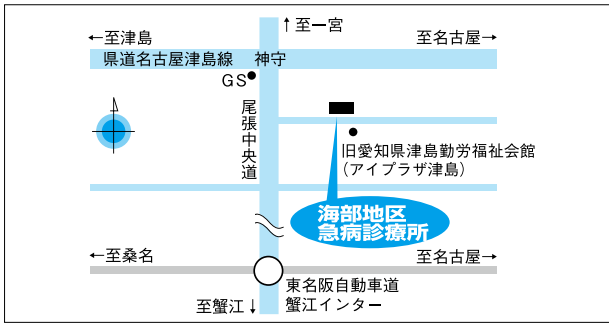 ↑至一宮
←至津島
至名古屋→
県道名古屋津島線 神守
GS●
尾張中央道
旧愛知県津島勤労福祉会館
(アイプラザ津島)
海部地区
急病診療所
←至桑名
至名古屋→
東名阪自動車道
蟹江インター
至蟹江↓